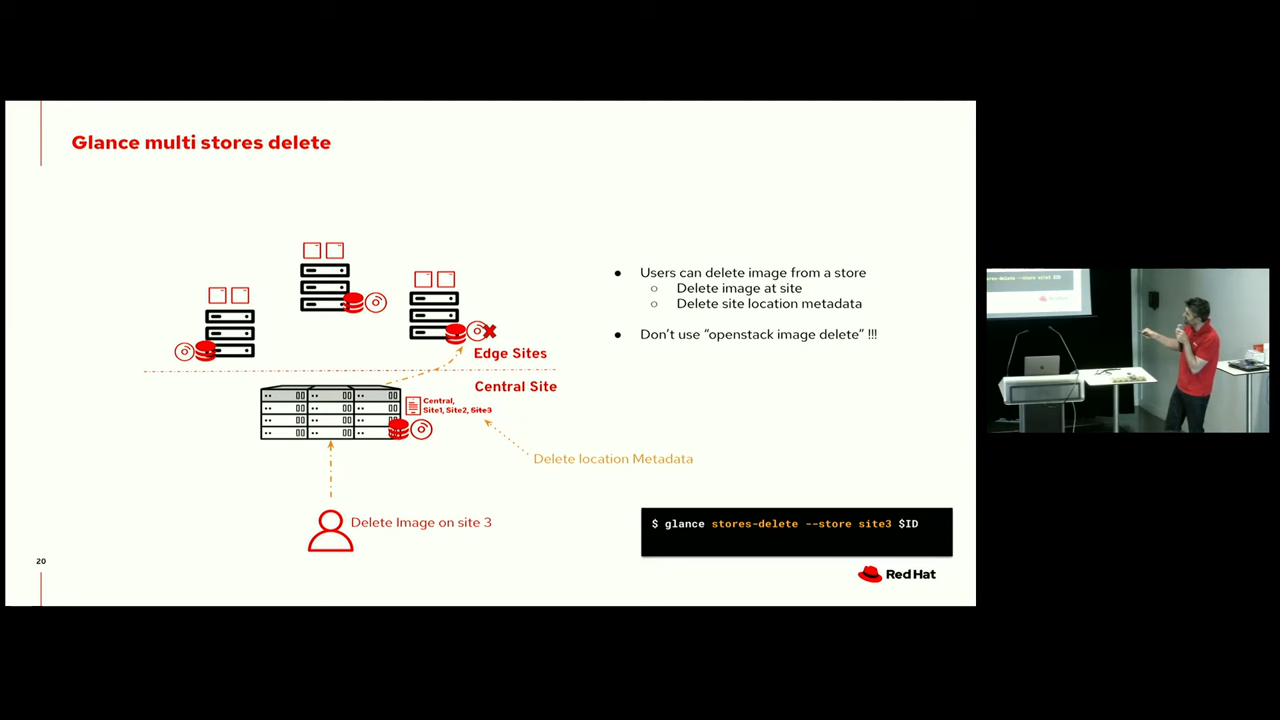 Glance multi stores delete
● Users can delete image from a store
○ Delete image at site
○ Delete site location metadata
● Don't use “openstack image delete” !!!
Edge Sites
Central Site
Central,
Site1, Site2, Site3
Delete location Metadata
Delete Image on site 3
$ glance stores-delete --store site3 $ID
20
Red Hat